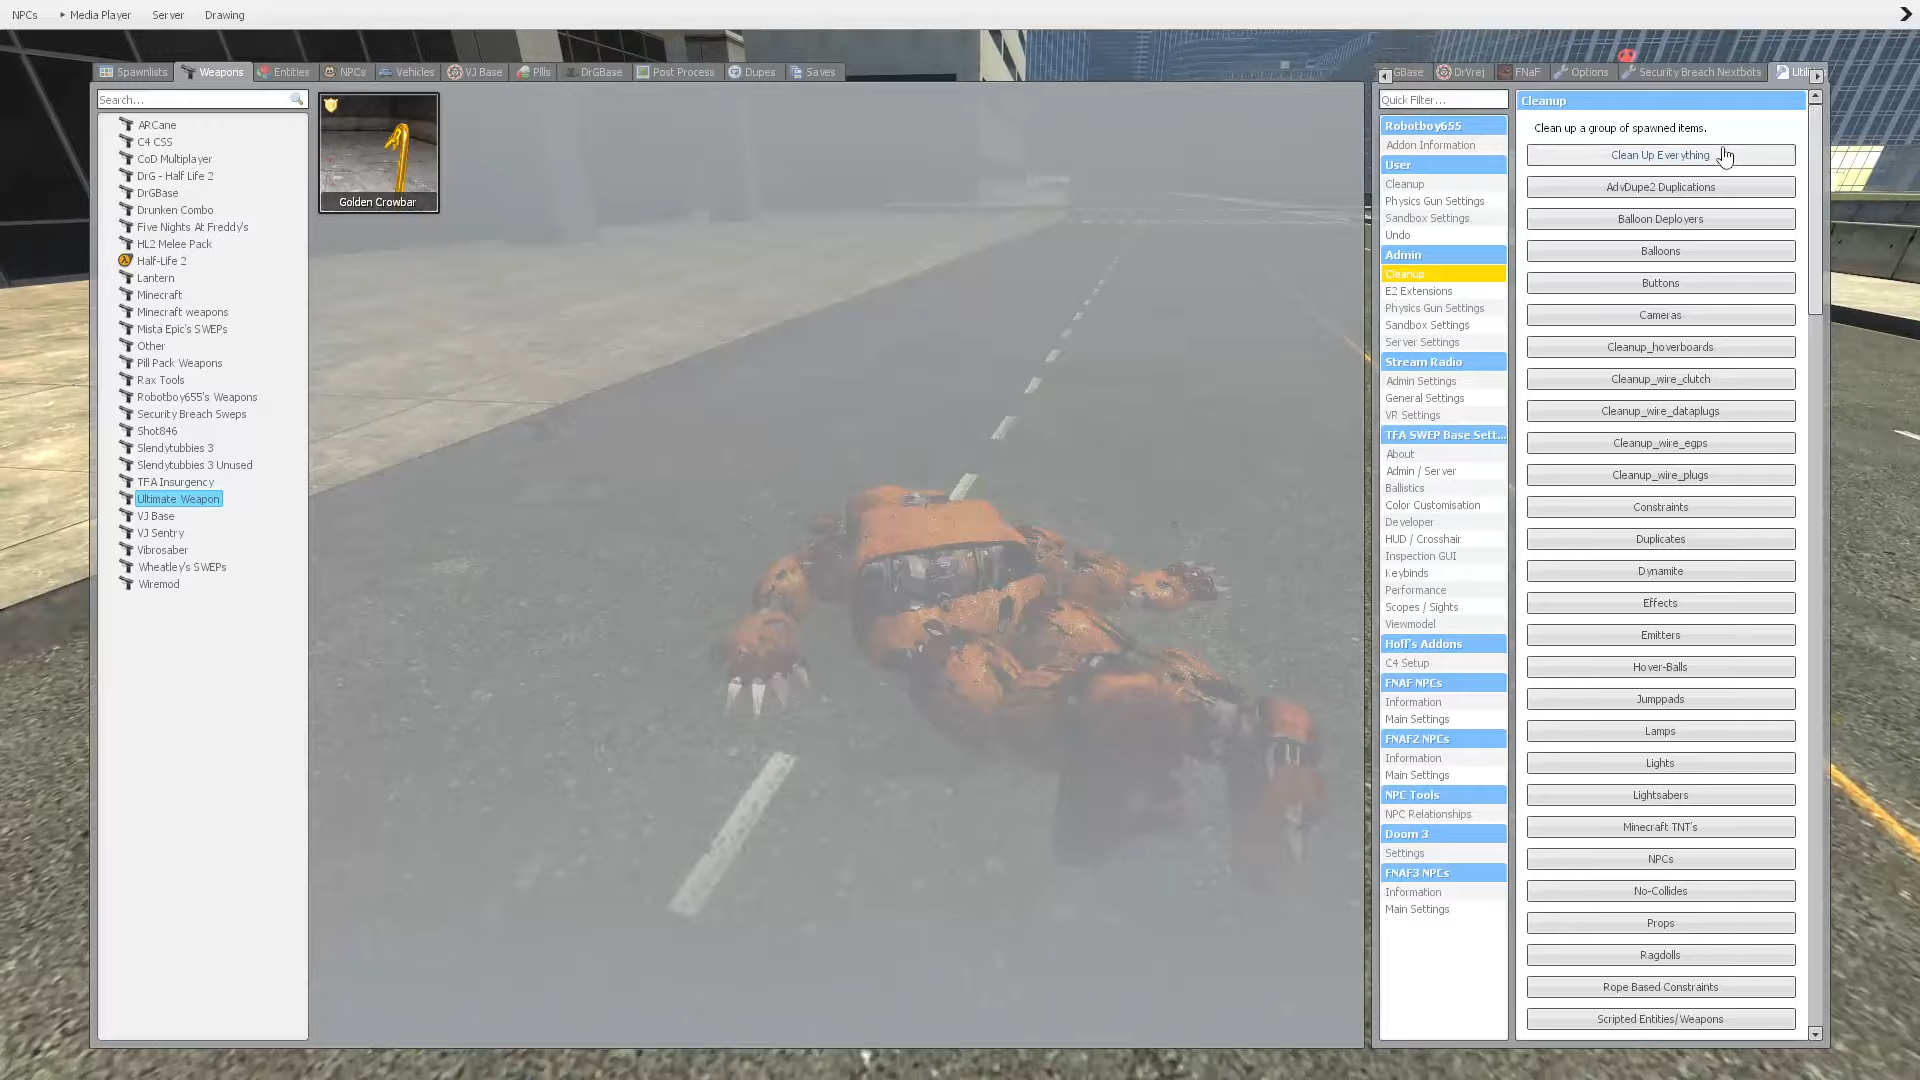 NPCs
Media Player
Server
Drawing
Spawnlists
Weapons
Entities
NPCs
Vehicles
VJ Base
Pills
DrGBase
Post Process
Dupes
Saves
GBase
DrVrej
FNaF
Options
Security Breach Nextbots
Utili
Search...
ARCane
C4 CSS
CoD Multiplayer
DrG - Half Life 2
DrGBase
Drunken Combo
Five Nights At Freddy's
HL2 Melee Pack
Half-Life 2
Lantern
Minecraft
Minecraft weapons
Mista Epic's SWEPs
Other
Pill Pack Weapons
Rax Tools
Robotboy655's Weapons
Security Breach Sweps
Shot846
Slendytubbies 3
Slendytubbies 3 Unused
TFA Insurgency
Ultimate Weapon
VJ Base
VJ Sentry
Vibrosaber
Wheatley's SWEPs
Wiremod
Golden Crowbar
Quick Filter...
Robotboy655
Addon Information
User
Cleanup
Physics Gun Settings
Sandbox Settings
Undo
Admin
Cleanup
E2 Extensions
Physics Gun Settings
Sandbox Settings
Server Settings
Stream Radio
Admin Settings
General Settings
VR Settings
TFA SWEP Base Sett...
About
Admin / Server
Ballistics
Color Customisation
Developer
HUD / Crosshair
Inspection GUI
Keybinds
Performance
Scopes / Sights
Viewmodel
Hoff's Addons
C4 Setup
FNAF NPCs
Information
Main Settings
FNAF2 NPCs
Information
Main Settings
NPC Tools
NPC Relationships
Doom 3
Settings
FNAF3 NPCs
Information
Main Settings
Cleanup
Clean up a group of spawned items.
Clean Up Everything
AdvDupe2 Duplications
Balloon Deployers
Balloons
Buttons
Cameras
Cleanup_hoverboards
Cleanup_wire_clutch
Cleanup_wire_dataplugs
Cleanup_wire_egps
Cleanup_wire_plugs
Constraints
Duplicates
Dynamite
Effects
Emitters
Hover-Balls
Jumppads
Lamps
Lights
Lightsabers
Minecraft TNT's
NPCs
No-Collides
Props
Ragdolls
Rope Based Constraints
Scripted Entities/Weapons